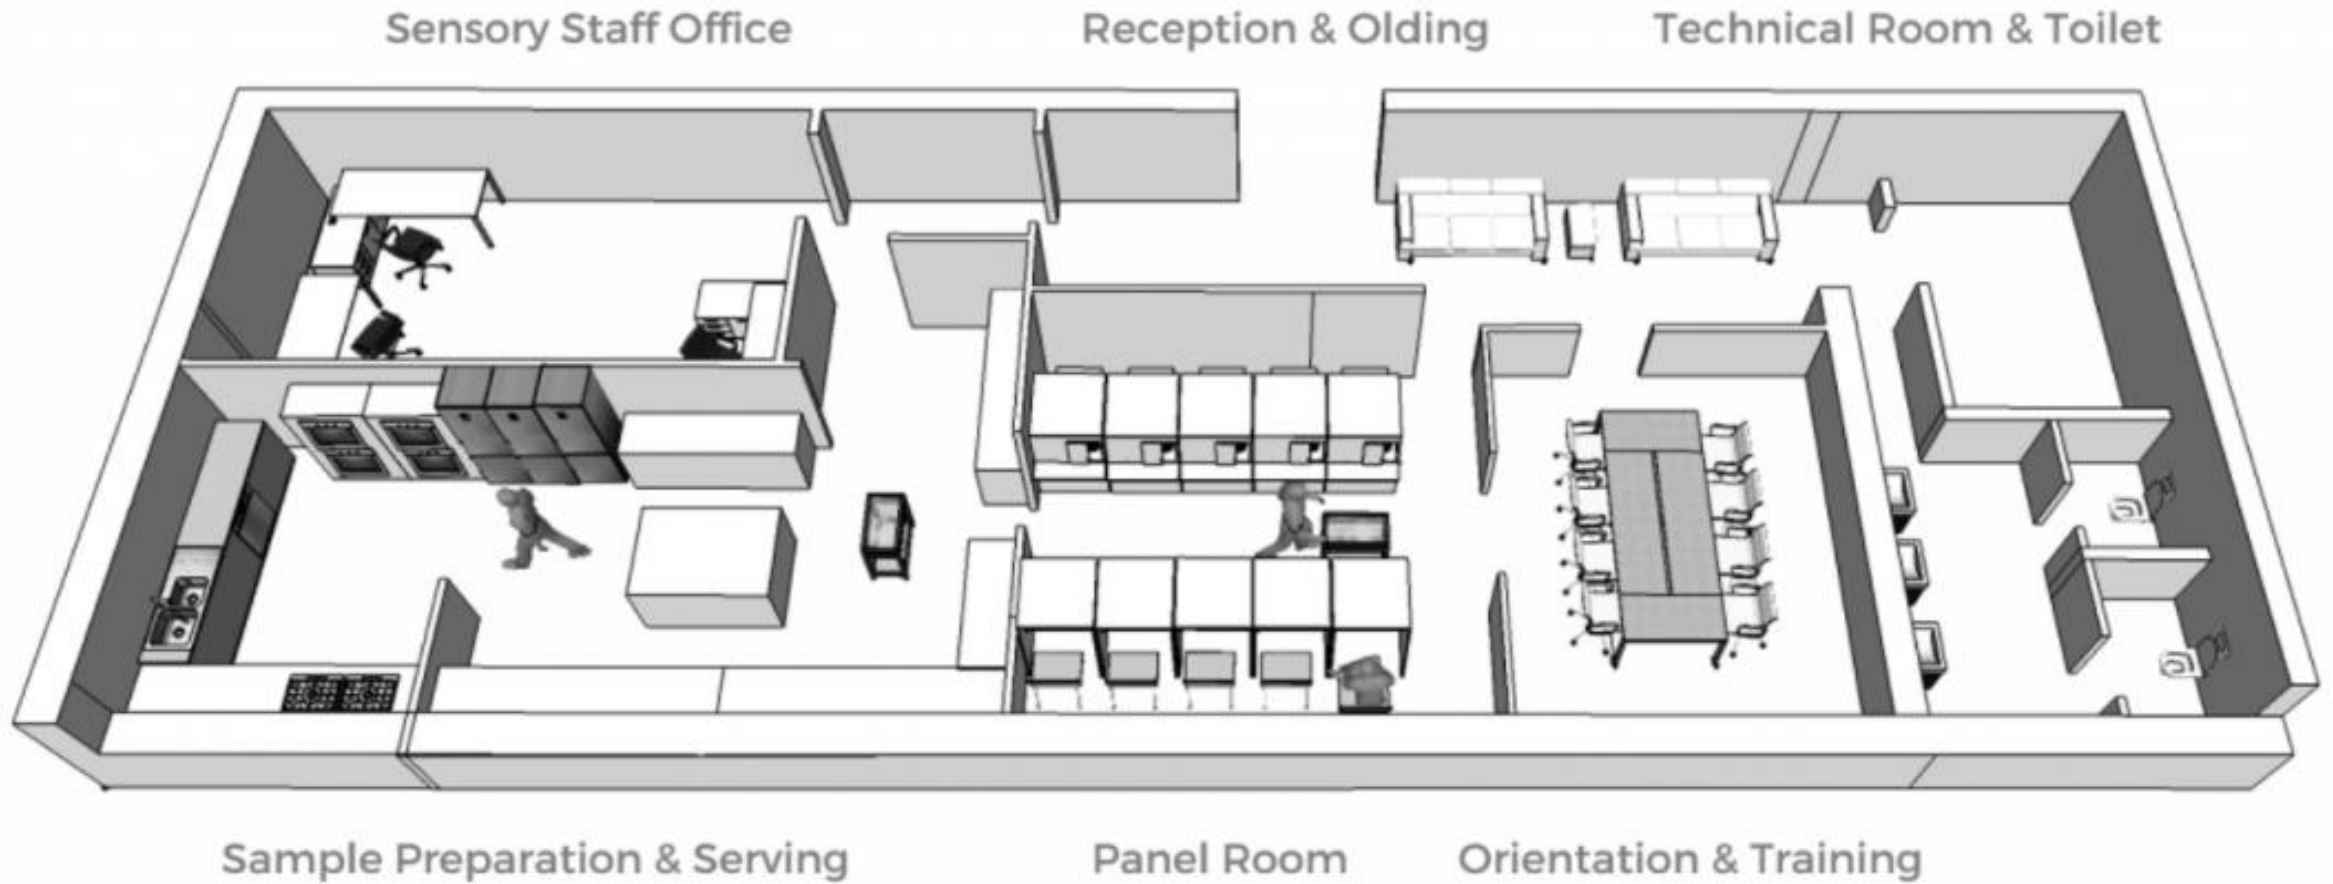 Sensory Staff Office
Reception & Olding
Technical Room & Toilet
Sample Preparation & Serving
Panel Room
Orientation & Training